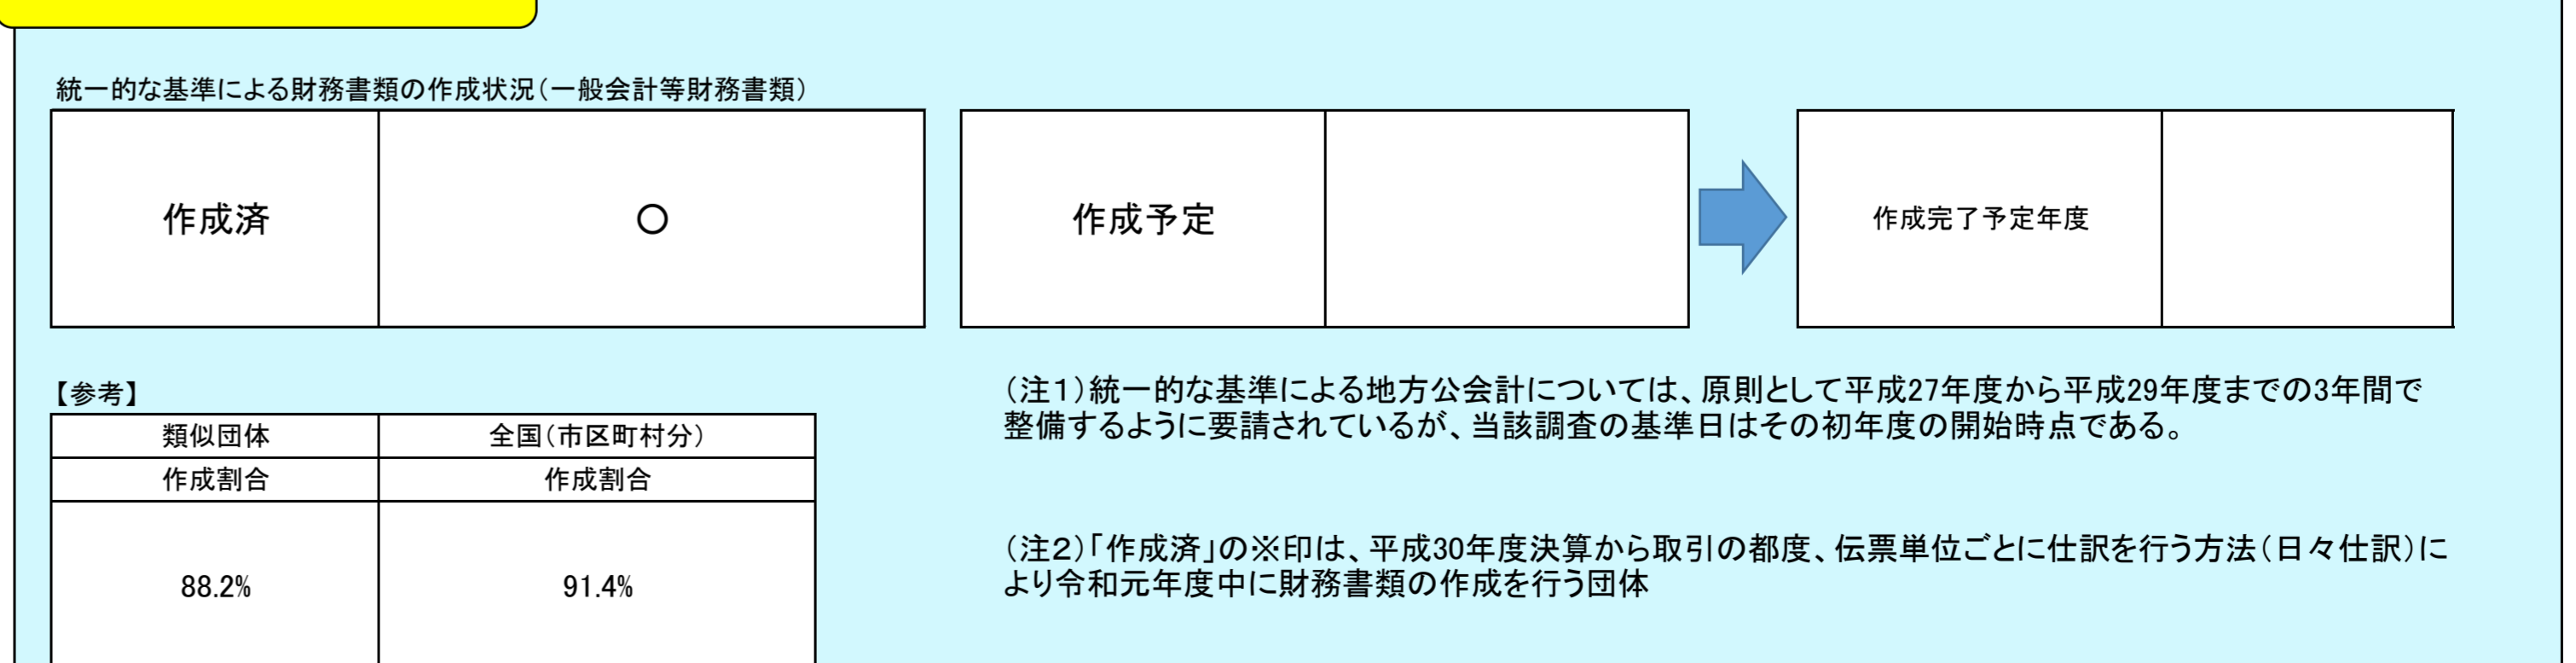 統一的な基準による財務書類の作成状況（一般会計等財務書類）
作成済
○
作成予定
作成完了予定年度
【参考】
類似団体
全国（市区町村分）
作成割合
作成割合
88.2%
91.4%
（注１）統一的な基準による地方公会計については、原則として平成27年度から平成29年度までの3年間で
整備するように要請されているが、当該調査の基準日はその初年度の開始時点である。
（注２）「作成済」の※印は、平成30年度決算から取引の都度、伝票単位ごとに仕訳を行う方法（日々仕訳）に
より令和元年度中に財務書類の作成を行う団体